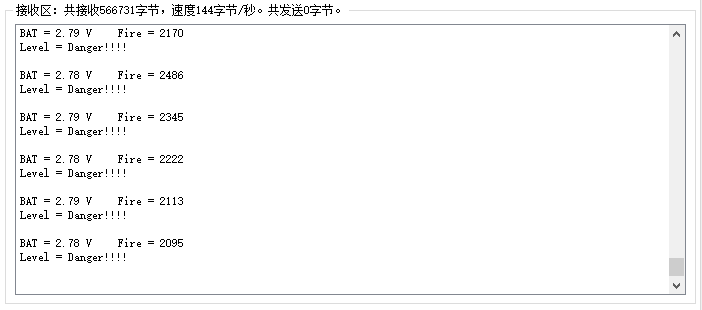 接收区：共接收566731字节，速度144字节/秒。共发送0字节。
BAT = 2.79 V    Fire = 2170
Level = Danger!!!!
BAT = 2.78 V    Fire = 2486
Level = Danger!!!!
BAT = 2.79 V    Fire = 2345
Level = Danger!!!!
BAT = 2.78 V    Fire = 2222
Level = Danger!!!!
BAT = 2.79 V    Fire = 2113
Level = Danger!!!!
BAT = 2.78 V    Fire = 2095
Level = Danger!!!!